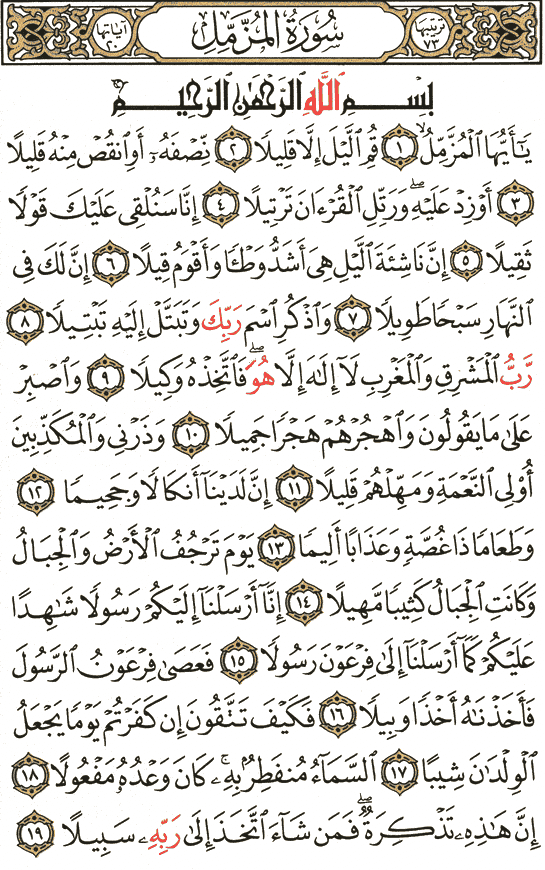 ترتيبها ٧٣ سُورَةُ المُزَّمِّل آياتها ٢٠
بِسْمِ ٱللَّهِ ٱلرَّحْمَٰنِ ٱلرَّحِيمِ
يَٰٓأَيُّهَا ٱلْمُزَّمِّلُ ١ قُمِ ٱلَّيْلَ إِلَّا قَلِيلًا ٢ نِّصْفَهُۥٓ أَوِ ٱنقُصْ مِنْهُ قَلِيلًا
٣ أَوْ زِدْ عَلَيْهِ وَرَتِّلِ ٱلْقُرْءَانَ تَرْتِيلًا ٤ إِنَّا سَنُلْقِى عَلَيْكَ قَوْلًا
ثَقِيلًا ٥ إِنَّ نَاشِئَةَ ٱلَّيْلِ هِىَ أَشَدُّ وَطْـًٔا وَأَقْوَمُ قِيلًا ٦ إِنَّ لَكَ فِى
ٱلنَّهَارِ سَبْحًا طَوِيلًا ٧ وَٱذْكُرِ ٱسْمَ رَبِّكَ وَتَبَتَّلْ إِلَيْهِ تَبْتِيلًا ٨
رَّبُّ ٱلْمَشْرِقِ وَٱلْمَغْرِبِ لَآ إِلَٰهَ إِلَّا هُوَ فَٱتَّخِذْهُ وَكِيلًا ٩ وَٱصْبِرْ
عَلَىٰ مَا يَقُولُونَ وَٱهْجُرْهُمْ هَجْرًا جَمِيلًا ١٠ وَذَرْنِى وَٱلْمُكَذِّبِينَ
أُو۟لِى ٱلنَّعْمَةِ وَمَهِّلْهُمْ قَلِيلًا ١١ إِنَّ لَدَيْنَآ أَنكَالًا وَجَحِيمًا ١٢
وَطَعَامًا ذَا غُصَّةٍ وَعَذَابًا أَلِيمًا ١٣ يَوْمَ تَرْجُفُ ٱلْأَرْضُ وَٱلْجِبَالُ
وَكَانَتِ ٱلْجِبَالُ كَثِيبًا مَّهِيلًا ١٤ إِنَّآ أَرْسَلْنَآ إِلَيْكُمْ رَسُولًا شَٰهِدًا
عَلَيْكُمْ كَمَآ أَرْسَلْنَآ إِلَىٰ فِرْعَوْنَ رَسُولًا ١٥ فَعَصَىٰ فِرْعَوْنُ ٱلرَّسُولَ
فَأَخَذْنَٰهُ أَخْذًا وَبِيلًا ١٦ فَكَيْفَ تَتَّقُونَ إِن كَفَرْتُمْ يَوْمًا يَجْعَلُ
ٱلْوِلْدَٰنَ شِيبًا ١٧ ٱلسَّمَآءُ مُنفَطِرٌۢ بِهِۦ ۚ كَانَ وَعْدُهُۥ مَفْعُولًا ١٨
إِنَّ هَٰذِهِۦ تَذْكِرَةٌ ۖ فَمَن شَآءَ ٱتَّخَذَ إِلَىٰ رَبِّهِۦ سَبِيلًا ١٩